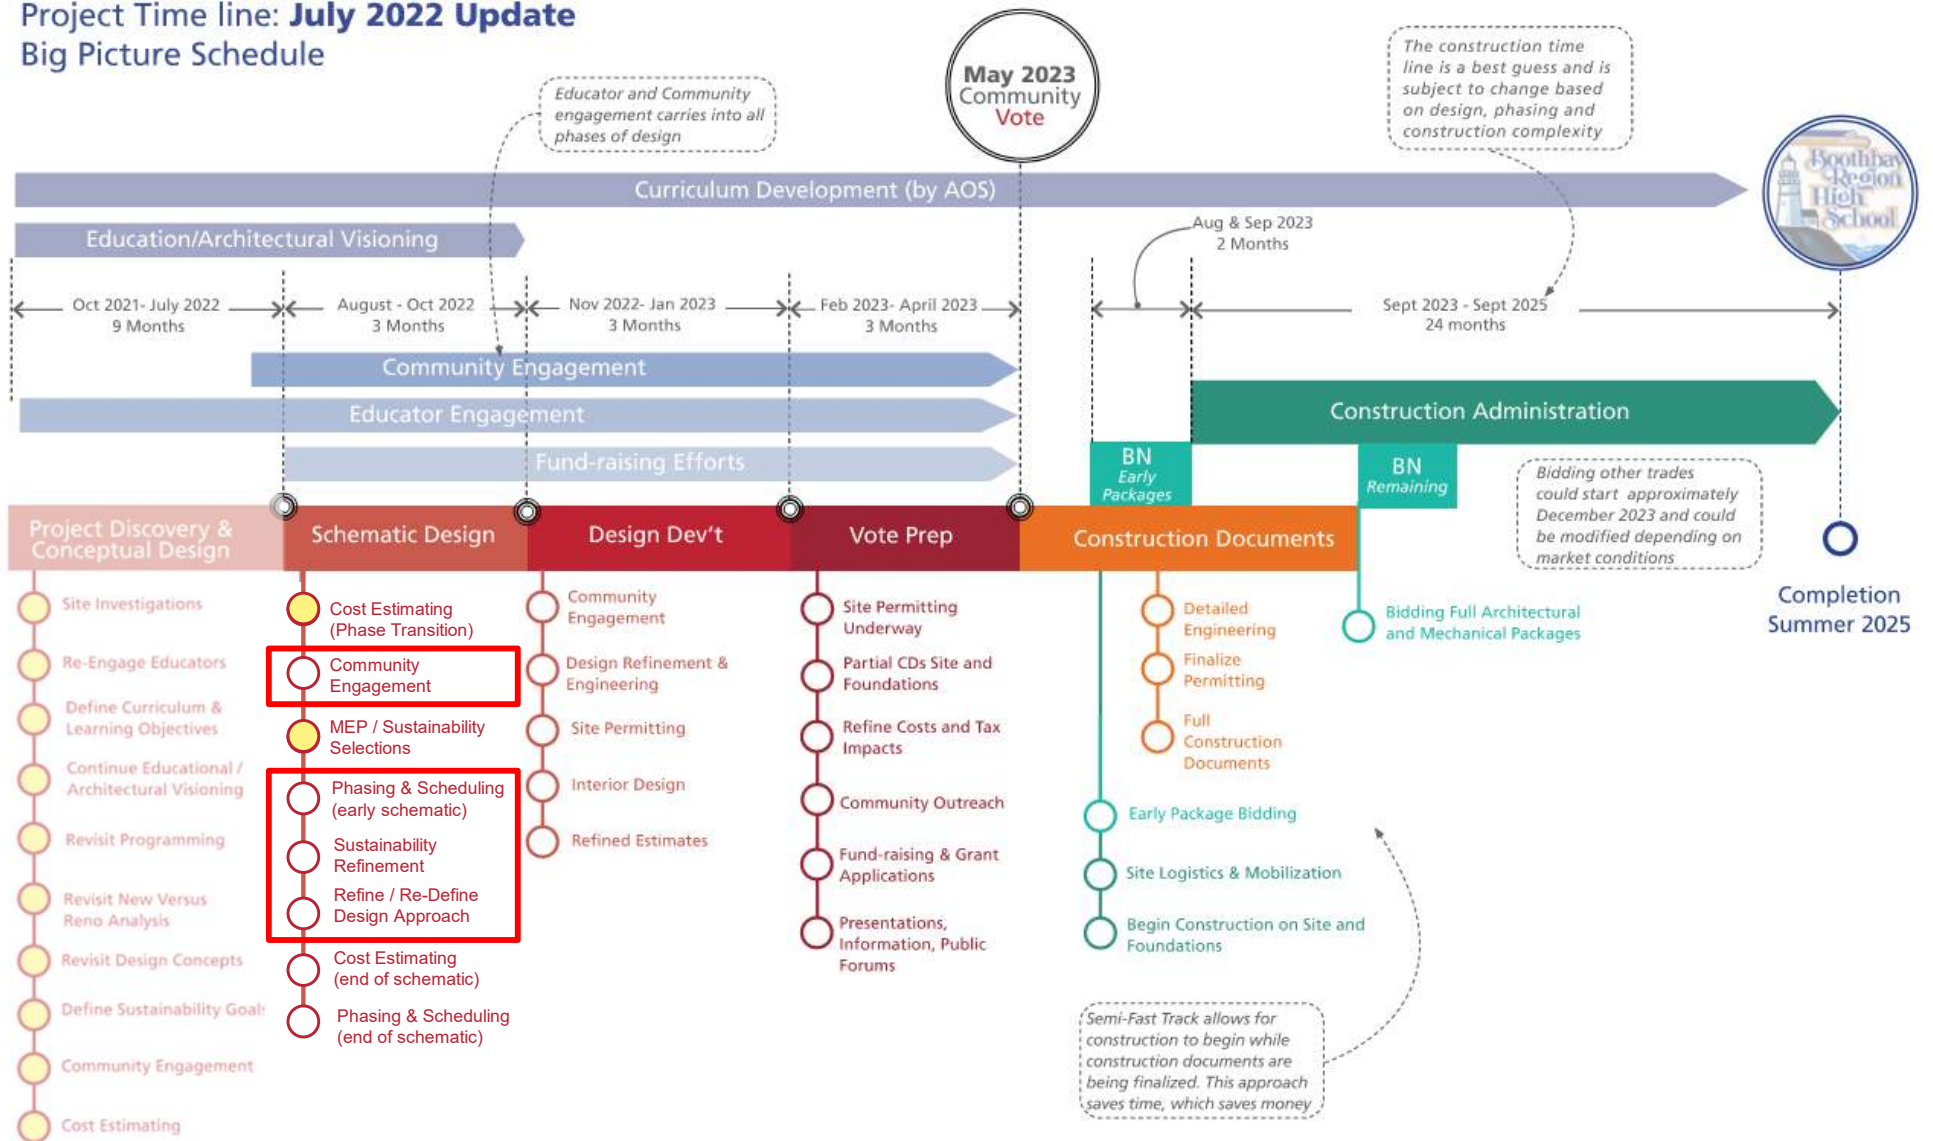 Project Time line: July 2022 Update
Big Picture Schedule
Educator and Community
engagement carries into all
phases of design
May 2023
Community
Vote
The construction time
line is a best guess and is
subject to change based
on design, phasing and
construction complexity
Boothbay
Region
High
School
Curriculum Development (by AOS)
Education/Architectural Visioning
Aug & Sep 2023
2 Months
Oct 2021- July 2022
9 Months
August - Oct 2022
3 Months
Nov 2022- Jan 2023
3 Months
Feb 2023- April 2023
3 Months
Sept 2023 - Sept 2025
24 months
Community Engagement
Educator Engagement
Fund-raising Efforts
Construction Administration
BN
Early
Packages
BN
Remaining
Bidding other trades
could start approximately
December 2023 and could
be modified depending on
market conditions
Project Discovery &
Conceptual Design
Schematic Design
Design Dev't
Vote Prep
Construction Documents
Completion
Summer 2025
Site Investigations
Re-Engage Educators
Define Curriculum &
Learning Objectives
Continue Educational /
Architectural Visioning
Revisit Programming
Revisit New Versus
Reno Analysis
Revisit Design Concepts
Define Sustainability Goals
Community Engagement
Cost Estimating
Cost Estimating
(Phase Transition)
Community
Engagement
MEP / Sustainability
Selections
Phasing & Scheduling
(early schematic)
Sustainability
Refinement
Refine / Re-Define
Design Approach
Cost Estimating
(end of schematic)
Phasing & Scheduling
(end of schematic)
Community
Engagement
Design Refinement &
Engineering
Site Permitting
Interior Design
Refined Estimates
Site Permitting
Underway
Partial CDs Site and
Foundations
Refine Costs and Tax
Impacts
Community Outreach
Fund-raising & Grant
Applications
Presentations,
Information, Public
Forums
Detailed
Engineering
Finalize
Permitting
Full
Construction
Documents
Early Package Bidding
Site Logistics & Mobilization
Begin Construction on Site and
Foundations
Bidding Full Architectural
and Mechanical Packages
Semi-Fast Track allows for
construction to begin while
construction documents are
being finalized. This approach
saves time, which saves money